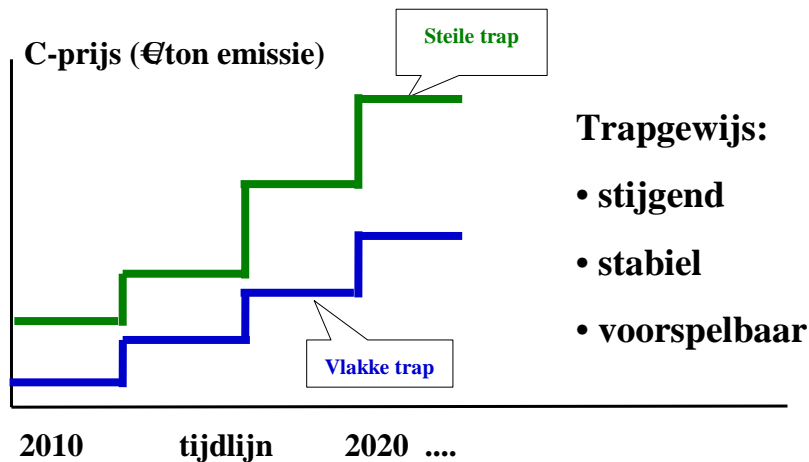 Steile trap
C-prijs (€/ton emissie)
Trapgewijs:
• stijgend
• stabiel
• voorspelbaar
Vlakke trap
2010 tijdlijn 2020 ....